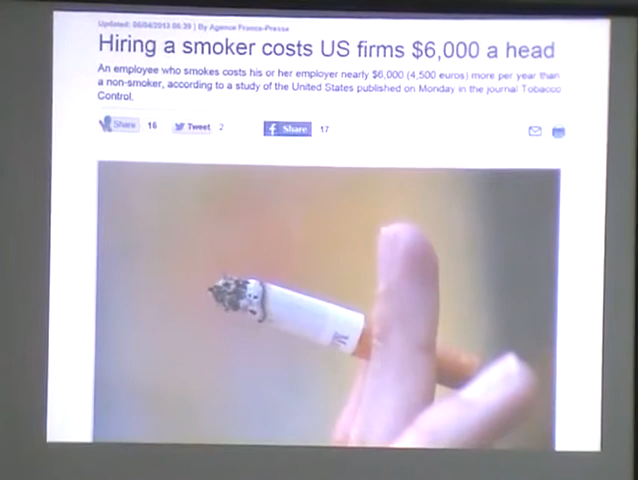 Updated: 06/04/2013 06:39 | By Agence France-Presse
Hiring a smoker costs US firms $6,000 a head
An employee who smokes costs his or her employer nearly $6,000 (4,500 euros) more per year than
a non-smoker, according to a study of the United States published on Monday in the journal Tobacco
Control.
Share 16 Tweet 2 f Share 17